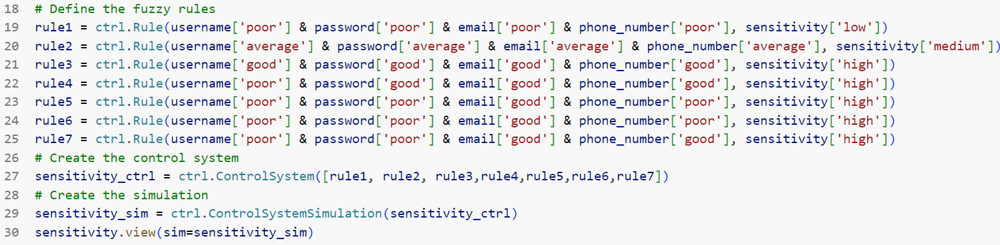 18 # Define the fuzzy rules
19 rule1 = ctrl.Rule(username['poor'] & password['poor'] & email['poor'] & phone_number['poor'], sensitivity['low'])
20 rule2 = ctrl.Rule(username['average'] & password['average'] & email['average'] & phone_number['average'], sensitivity['medium'])
21 rule3 = ctrl.Rule(username['good'] & password['good'] & email['good'] & phone_number['good'], sensitivity['high'])
22 rule4 = ctrl.Rule(username['poor'] & password['good'] & email['good'] & phone_number['good'], sensitivity['high'])
23 rule5 = ctrl.Rule(username['poor'] & password['poor'] & email['good'] & phone_number['poor'], sensitivity['high'])
24 rule6 = ctrl.Rule(username['poor'] & password['poor'] & email['good'] & phone_number['poor'], sensitivity['high'])
25 rule7 = ctrl.Rule(username['poor'] & password['poor'] & email['good'] & phone_number['good'], sensitivity['high'])
26 # Create the control system
27 sensitivity_ctrl = ctrl.ControlSystem([rule1, rule2, rule3,rule4,rule5,rule6,rule7])
28 # Create the simulation
29 sensitivity_sim = ctrl.ControlSystemSimulation(sensitivity_ctrl)
30 sensitivity.view(sim=sensitivity_sim)